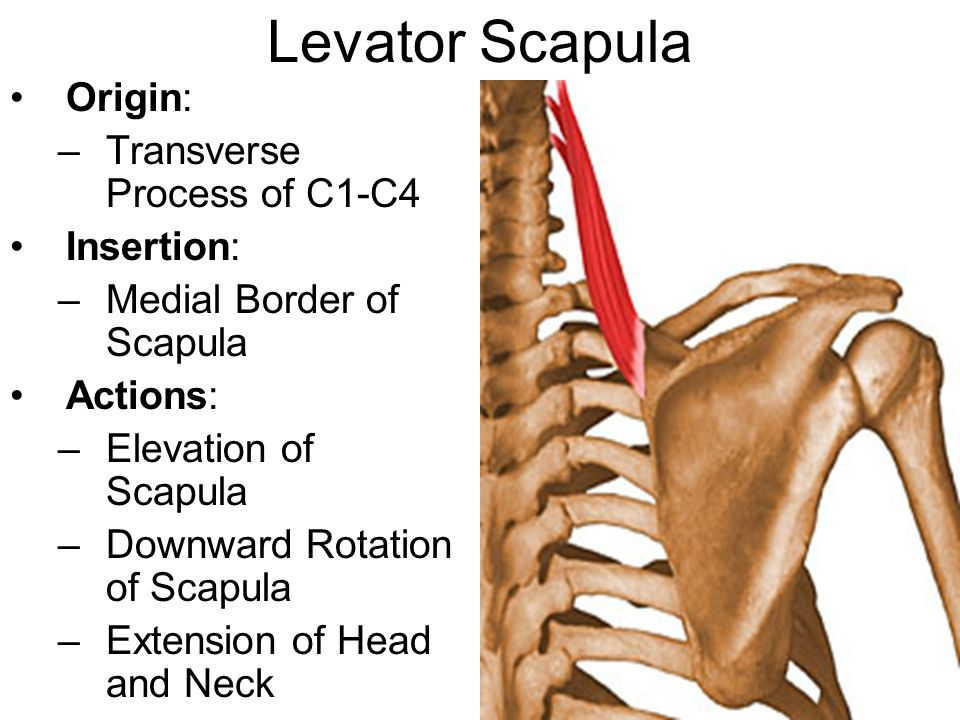 Levator Scapula
• Origin:
– Transverse
Process of C1-C4
• Insertion:
– Medial Border of
Scapula
• Actions:
– Elevation of
Scapula
– Downward Rotation
of Scapula
– Extension of Head
and Neck